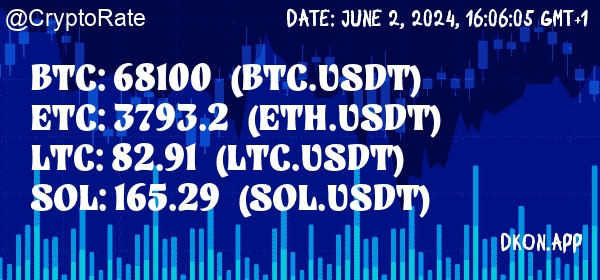 @CryptoRate
DATE: JUNE 2, 2024, 16:06:05 GMT+1
BTC: 68100 (BTC.USDT)
ETC: 3793.2 (ETH.USDT)
LTC: 82.91 (LTC.USDT)
SOL: 165.29 (SOL.USDT)
DKON.APP